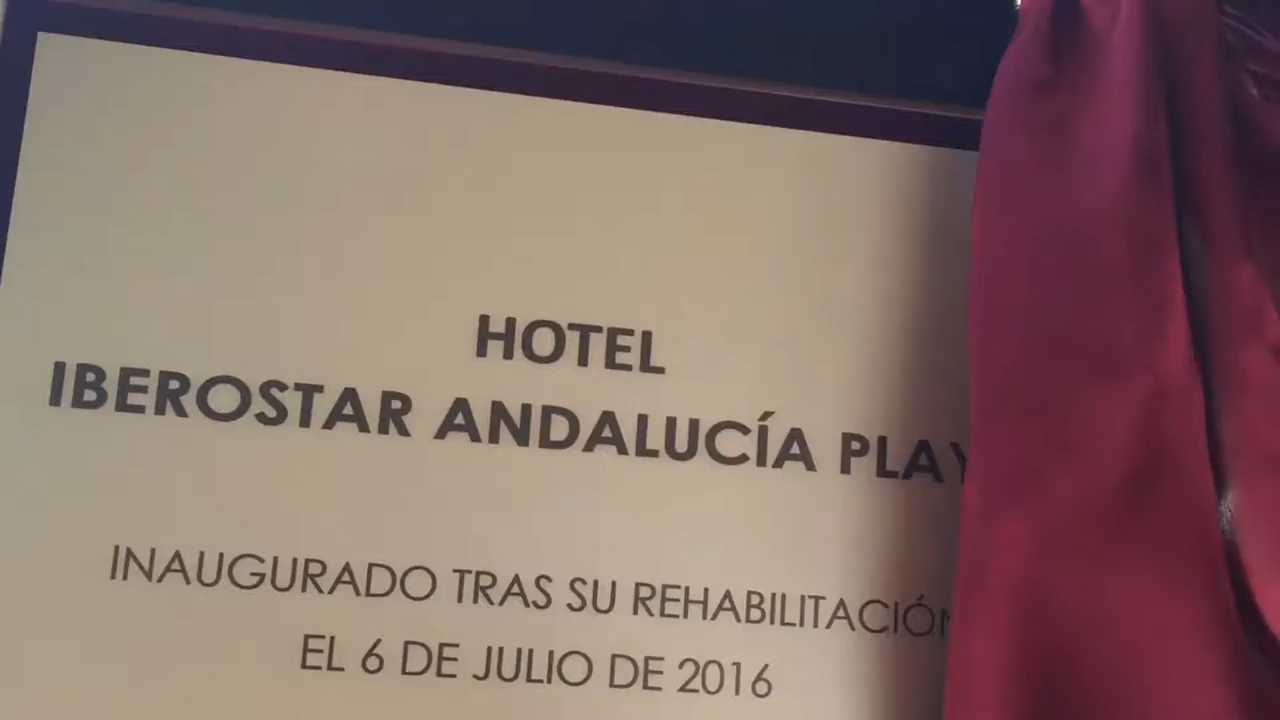 HOTEL
IBEROSTAR ANDALUCÍA PLAY
INAUGURADO TRAS SU REHABILITACIÓN
EL 6 DE JULIO DE 2016